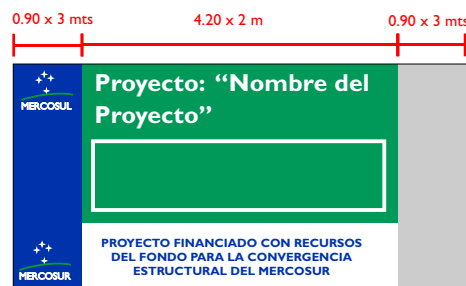 0.90 x 3 mts
4.20 x 2 m
0.90 x 3 mts
MERCOSUL
Proyecto: “Nombre del
Proyecto”
PROYECTO FINANCIADO CON RECURSOS
DEL FONDO PARA LA CONVERGENCIA
ESTRUCTURAL DEL MERCOSUR
MERCOSUR